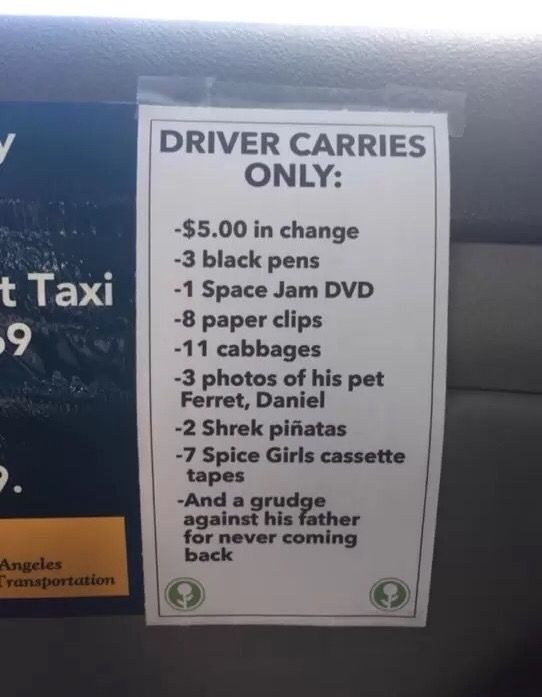 y
t Taxi
9
9.
Angeles
Transportation
DRIVER CARRIES
ONLY:
-$5.00 in change
-3 black pens
-1 Space Jam DVD
-8 paper clips
-11 cabbages
-3 photos of his pet
Ferret, Daniel
-2 Shrek piñatas
-7 Spice Girls cassette
tapes
-And a grudge
against his father
for never coming
back